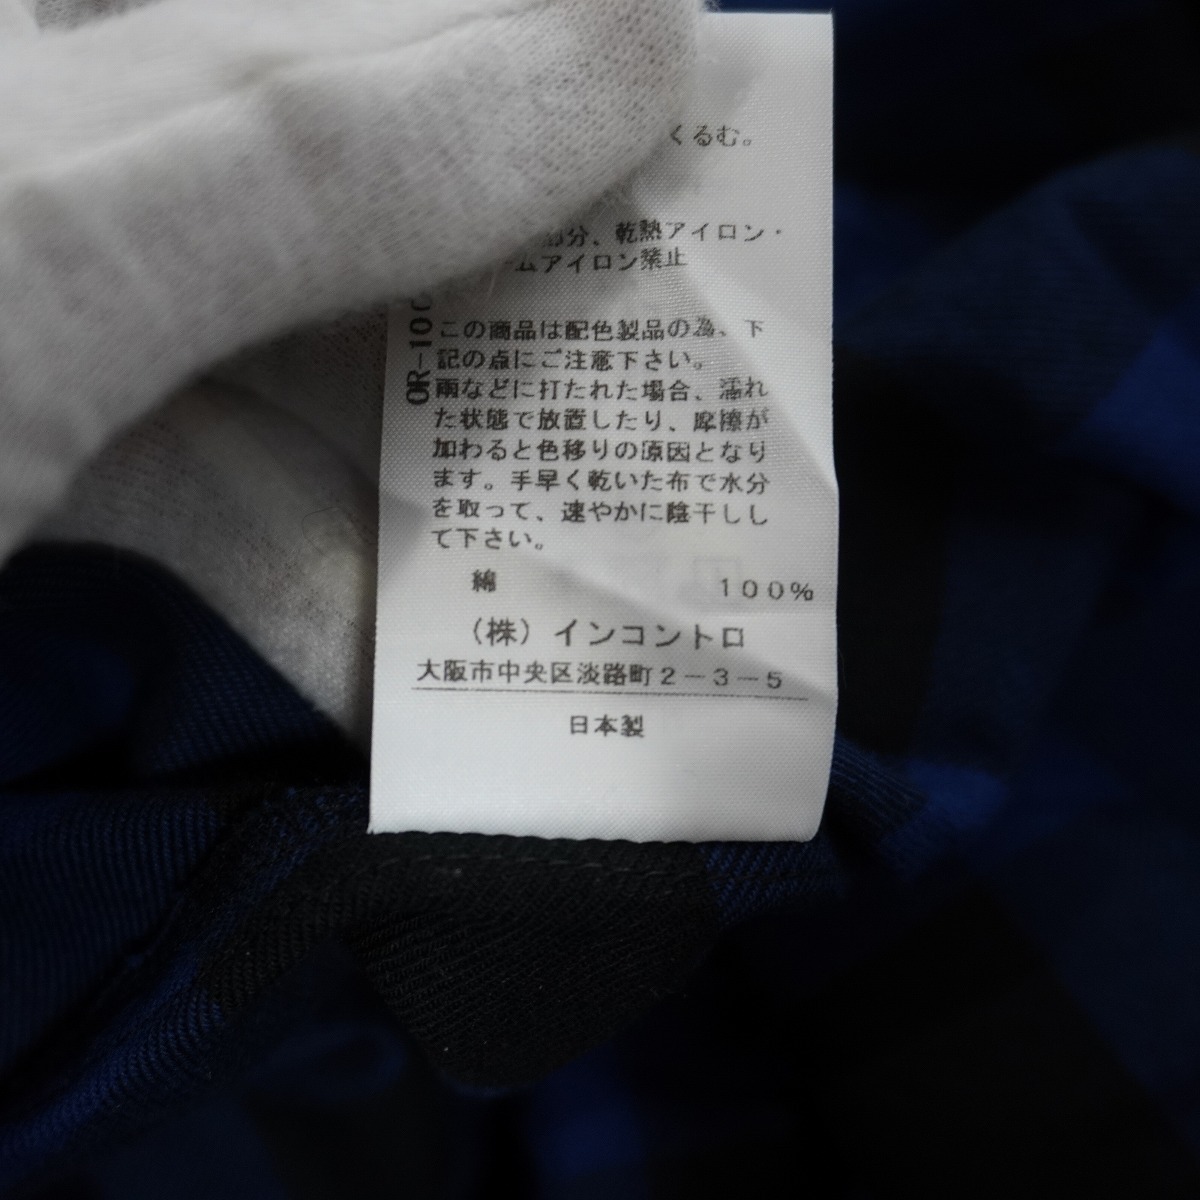 くるむ。
分、乾熱アイロン・
ームアイロン禁止
OR-10
この商品は配色製品の為、下
記の点にご注意下さい。
雨などに打たれた場合、濡れ
た状態で放置したり、摩擦が
加わると色移りの原因となり
ます。手早く乾いた布で水分
を取って、速やかに陰干しし
て下さい。
綿 100%
(株)インコントロ
大阪市中央区淡路町2-3-5
日本製